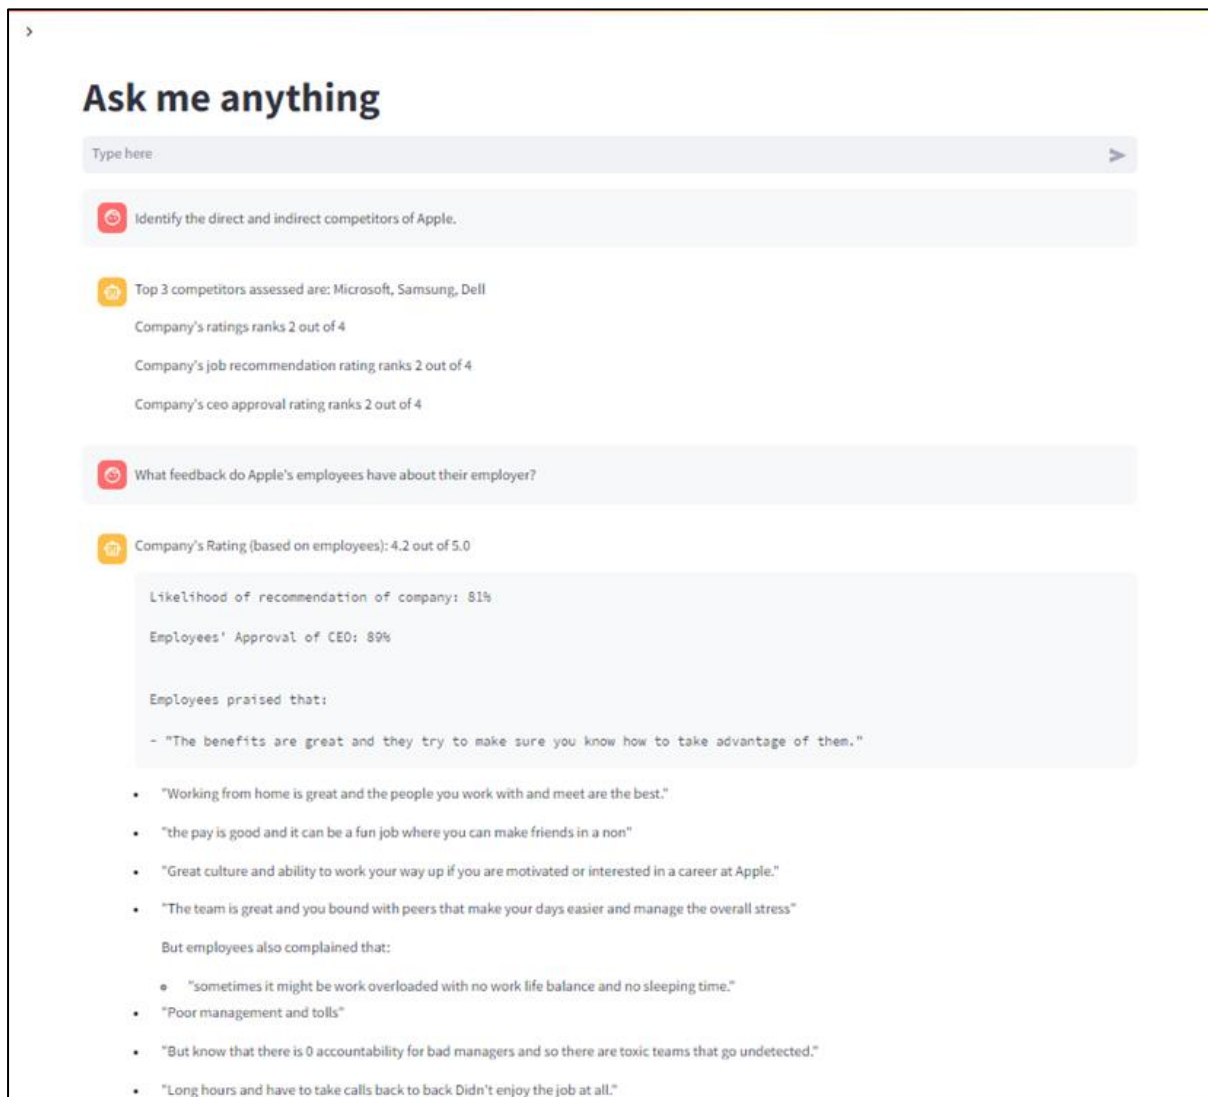 Ask me anything
Type here
Identify the direct and indirect competitors of Apple.
Top 3 competitors assessed are: Microsoft, Samsung, Dell
Company's ratings ranks 2 out of 4
Company's job recommendation rating ranks 2 out of 4
Company's ceo approval rating ranks 2 out of 4
What feedback do Apple's employees have about their employer?
Company's Rating (based on employees): 4.2 out of 5.0
Likelihood of recommendation of company: 81%
Employees' Approval of CEO: 89%
Employees praised that:
- "The benefits are great and they try to make sure you know how to take advantage of them."
• "Working from home is great and the people you work with and meet are the best."
• "the pay is good and it can be a fun job where you can make friends in a non"
• "Great culture and ability to work your way up if you are motivated or interested in a career at Apple."
• "The team is great and you bound with peers that make your days easier and manage the overall stress"
But employees also complained that:
• "sometimes it might be work overloaded with no work life balance and no sleeping time."
• "Poor management and tolls"
• "But know that there is 0 accountability for bad managers and so there are toxic teams that go undetected."
• "Long hours and have to take calls back to back Didn't enjoy the job at all."